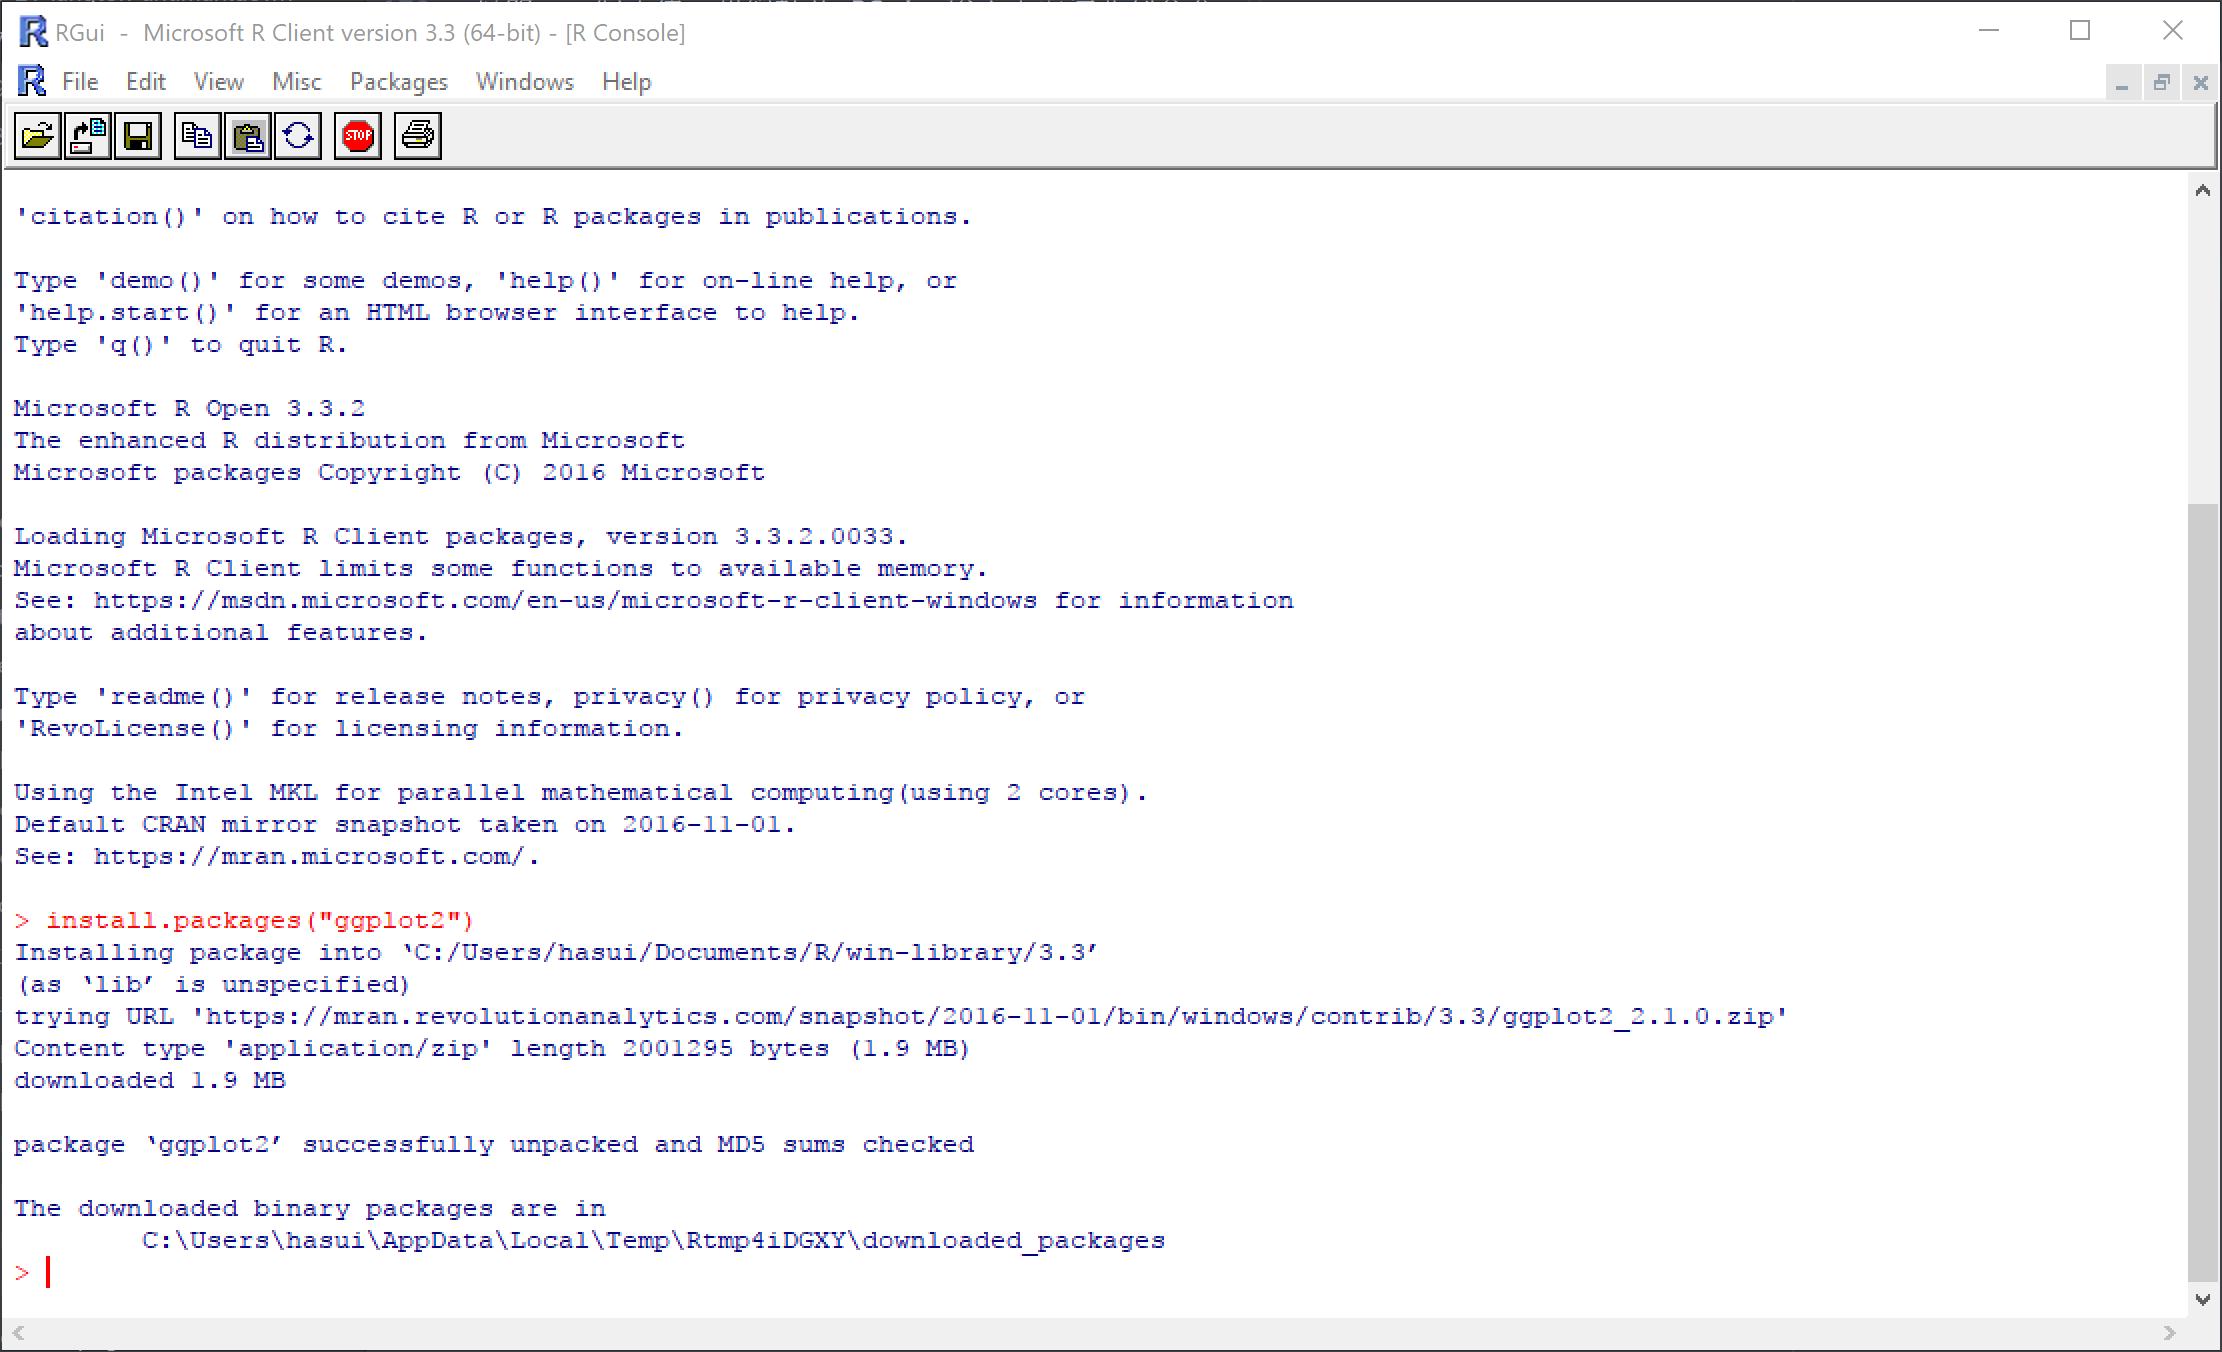 RGui - Microsoft R Client version 3.3 (64-bit) - [R Console]
File Edit View Misc Packages Windows Help
STOP
'citation()' on how to cite R or R packages in publications.
Type 'demo()' for some demos, 'help()' for on-line help, or
'help.start()' for an HTML browser interface to help.
Type 'q()' to quit R.
Microsoft R Open 3.3.2
The enhanced R distribution from Microsoft
Microsoft packages Copyright (C) 2016 Microsoft
Loading Microsoft R Client packages, version 3.3.2.0033.
Microsoft R Client limits some functions to available memory.
See: https://msdn.microsoft.com/en-us/microsoft-r-client-windows for information
about additional features.
Type 'readme()' for release notes, privacy() for privacy policy, or
'RevoLicense()' for licensing information.
Using the Intel MKL for parallel mathematical computing(using 2 cores).
Default CRAN mirror snapshot taken on 2016-11-01.
See: https://mran.microsoft.com/.
> install.packages("ggplot2")
Installing package into ‘C:/Users/hasui/Documents/R/win-library/3.3’
(as ‘lib’ is unspecified)
trying URL 'https://mran.revolutionanalytics.com/snapshot/2016-11-01/bin/windows/contrib/3.3/ggplot2_2.1.0.zip'
Content type 'application/zip' length 2001295 bytes (1.9 MB)
downloaded 1.9 MB
package ‘ggplot2’ successfully unpacked and MD5 sums checked
The downloaded binary packages are in
C:\Users\hasui\AppData\Local\Temp\Rtmp4iDGXY\downloaded_packages
>